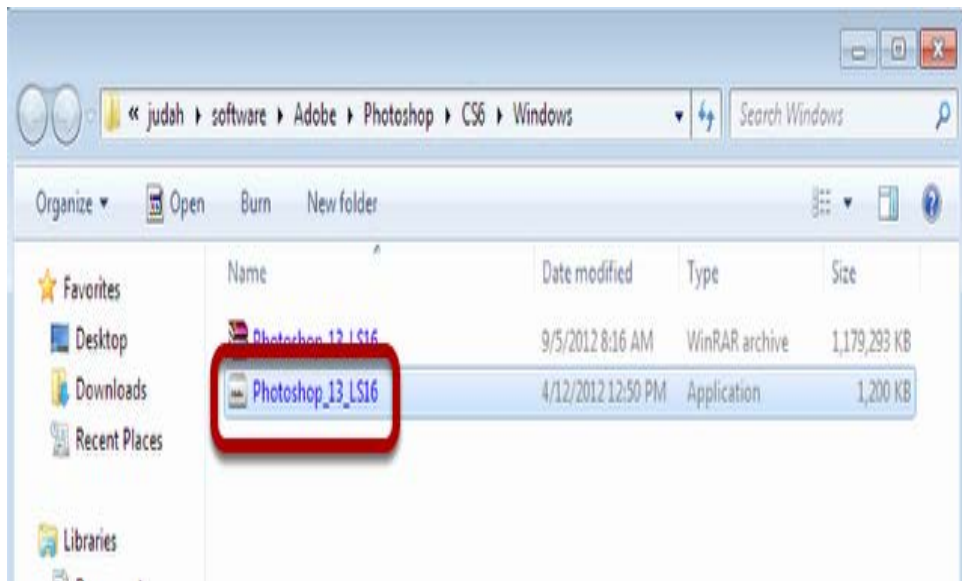 « judah ▸ software ▸ Adobe ▸ Photoshop ▸ CS6 ▸ Windows Search Windows
Organize Open Burn New folder
Name Date modified Type Size
Favorites
Desktop
Downloads
Recent Places
Libraries
Photoshop_13_LS16 9/5/2012 8:16 AM WinRAR archive 1,179,293 KB
Photoshop_13_LS16 4/12/2012 12:50 PM Application 1,200 KB